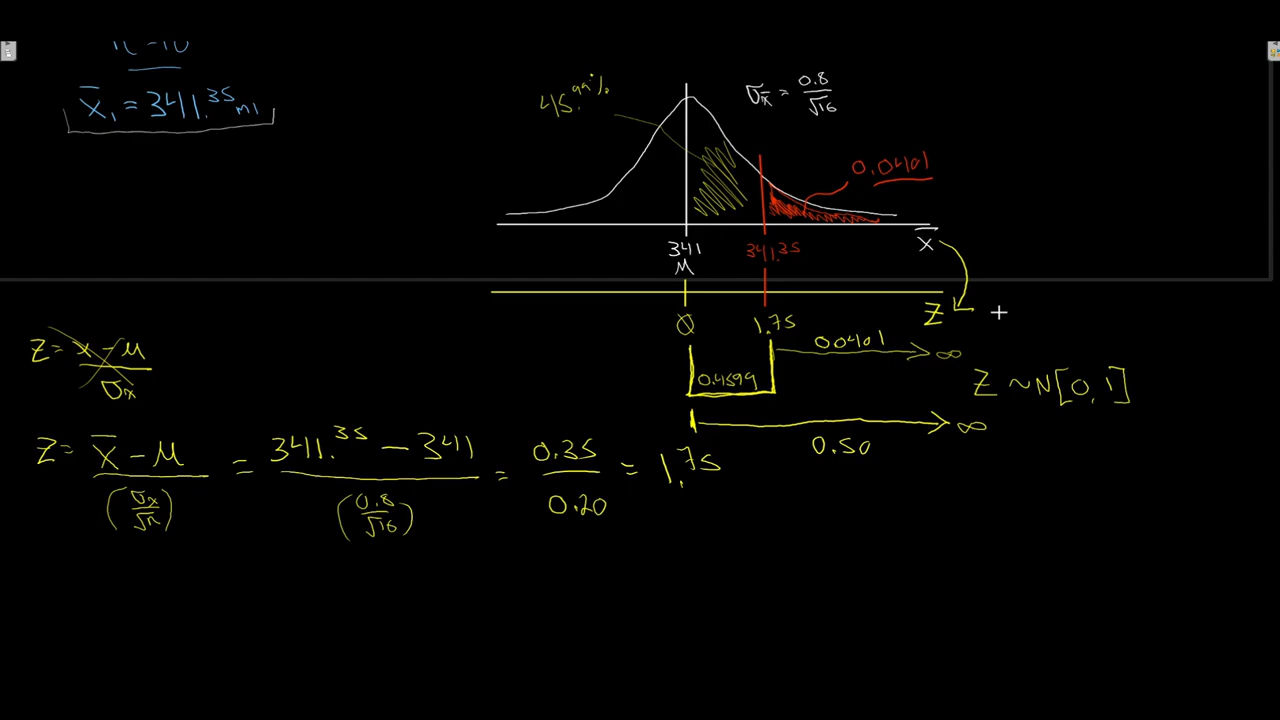 x̄₁ = 341.35 ml
45.99%
σx̄ = 0.8/√16
0.0401
341
μ
341.35
x̄
z
0
1.75
0.0401
∞
0.4599
z ~ N[0,1]
∞
0.50
z = x - μ / σx
z = x̄ - μ / (σx/√n) = 341.35 - 341 / (0.8/√16) = 0.35 / 0.20 = 1.75